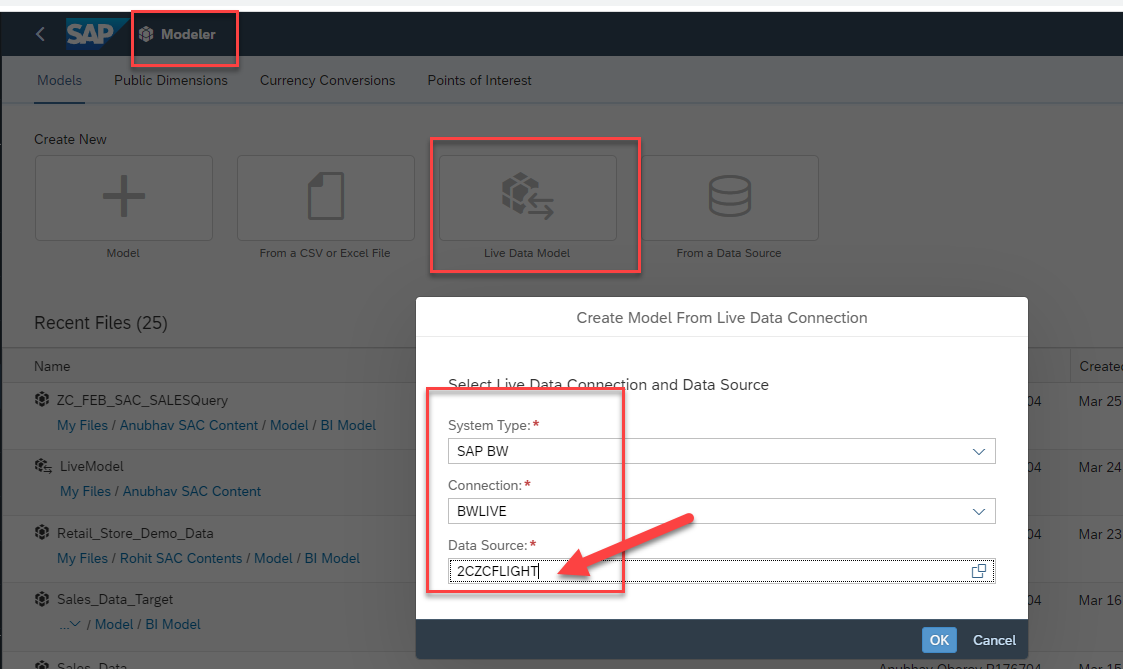 SAP Modeler
Models Public Dimensions Currency Conversions Points of Interest
Create New
Model From a CSV or Excel File Live Data Model From a Data Source
Recent Files (25)
Name
ZC_FEB_SAC_SALESQuery
My Files / Anubhav SAC Content / Model / BI Model
LiveModel
My Files / Anubhav SAC Content
Retail_Store_Demo_Data
My Files / Rohit SAC Contents / Model / BI Model
Sales_Data_Target
... / Model / BI Model
Sales_Data
Create Model From Live Data Connection
Select Live Data Connection and Data Source
System Type:*
SAP BW
Connection:*
BWLIVE
Data Source:*
2CZCFLIGHT
OK Cancel
04 Mar 25
04 Mar 24
04 Mar 23
04 Mar 16